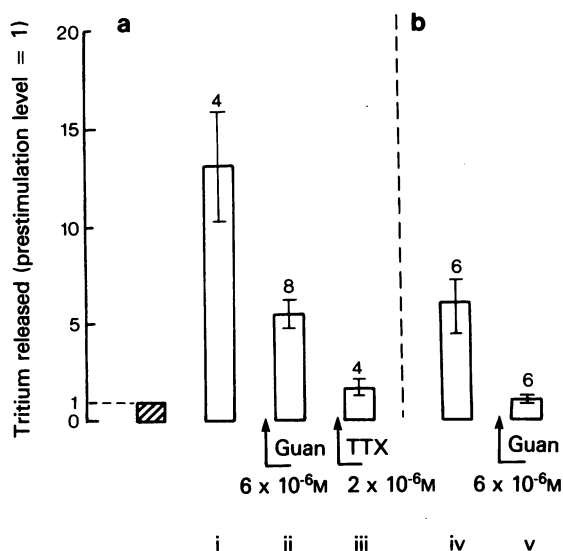 a
b
Tritium released (prestimulation level = 1)
20
15
10
5
1
0
4
8
4
6
6
Guan
TTX
Guan
6 x 10⁻⁶M
2 x 10⁻⁶M
6 x 10⁻⁶M
i
ii
iii
iv
v